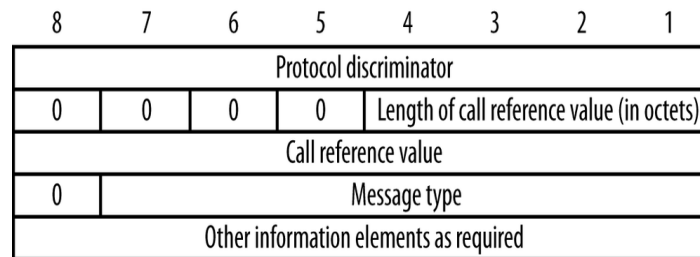 8 7 6 5 4 3 2 1
Protocol discriminator
0 0 0 0 Length of call reference value (in octets)
Call reference value
0 Message type
Other information elements as required